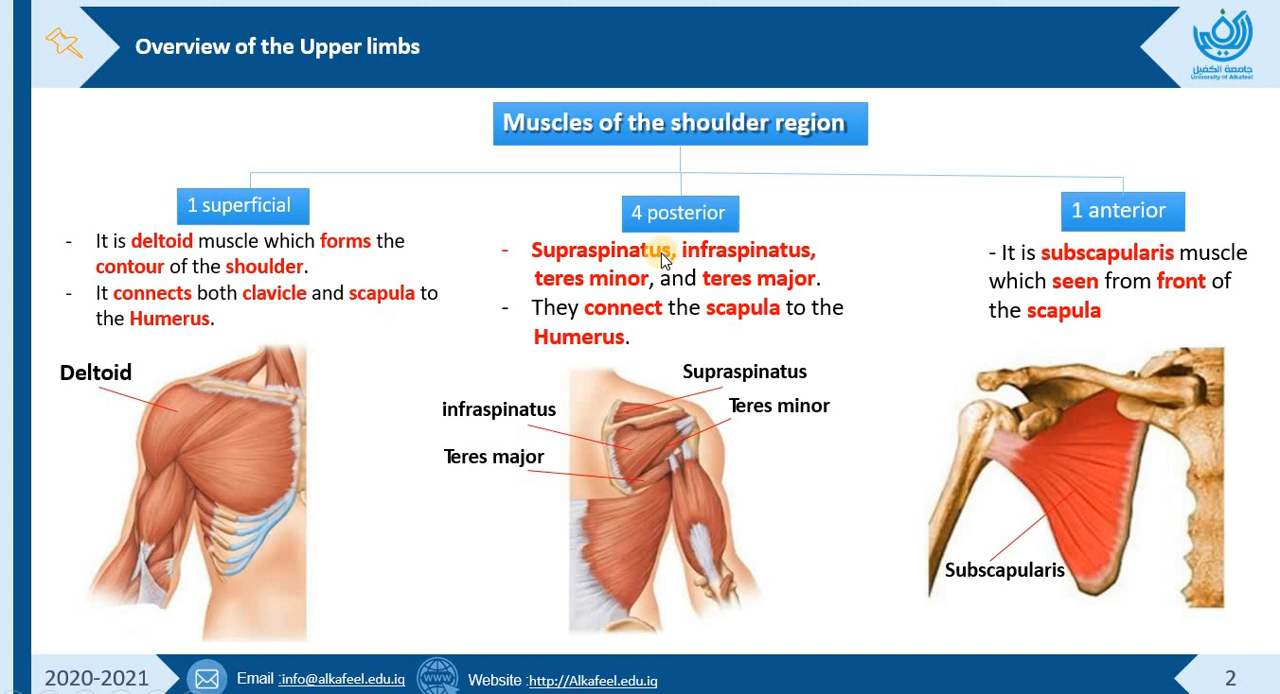 Overview of the Upper limbs
جامعة الكفيل
University of Alkafeel
Muscles of the shoulder region
1 superficial
- It is deltoid muscle which forms the
contour of the shoulder.
- It connects both clavicle and scapula to
the Humerus.
4 posterior
- Supraspinatus, infraspinatus,
teres minor, and teres major.
- They connect the scapula to the
Humerus.
1 anterior
- It is subscapularis muscle
which seen from front of
the scapula
Deltoid
Supraspinatus
infraspinatus
Teres minor
Teres major
Subscapularis
2020-2021
Email :info@alkafeel.edu.iq
www
Website :http://Alkafeel.edu.iq
2